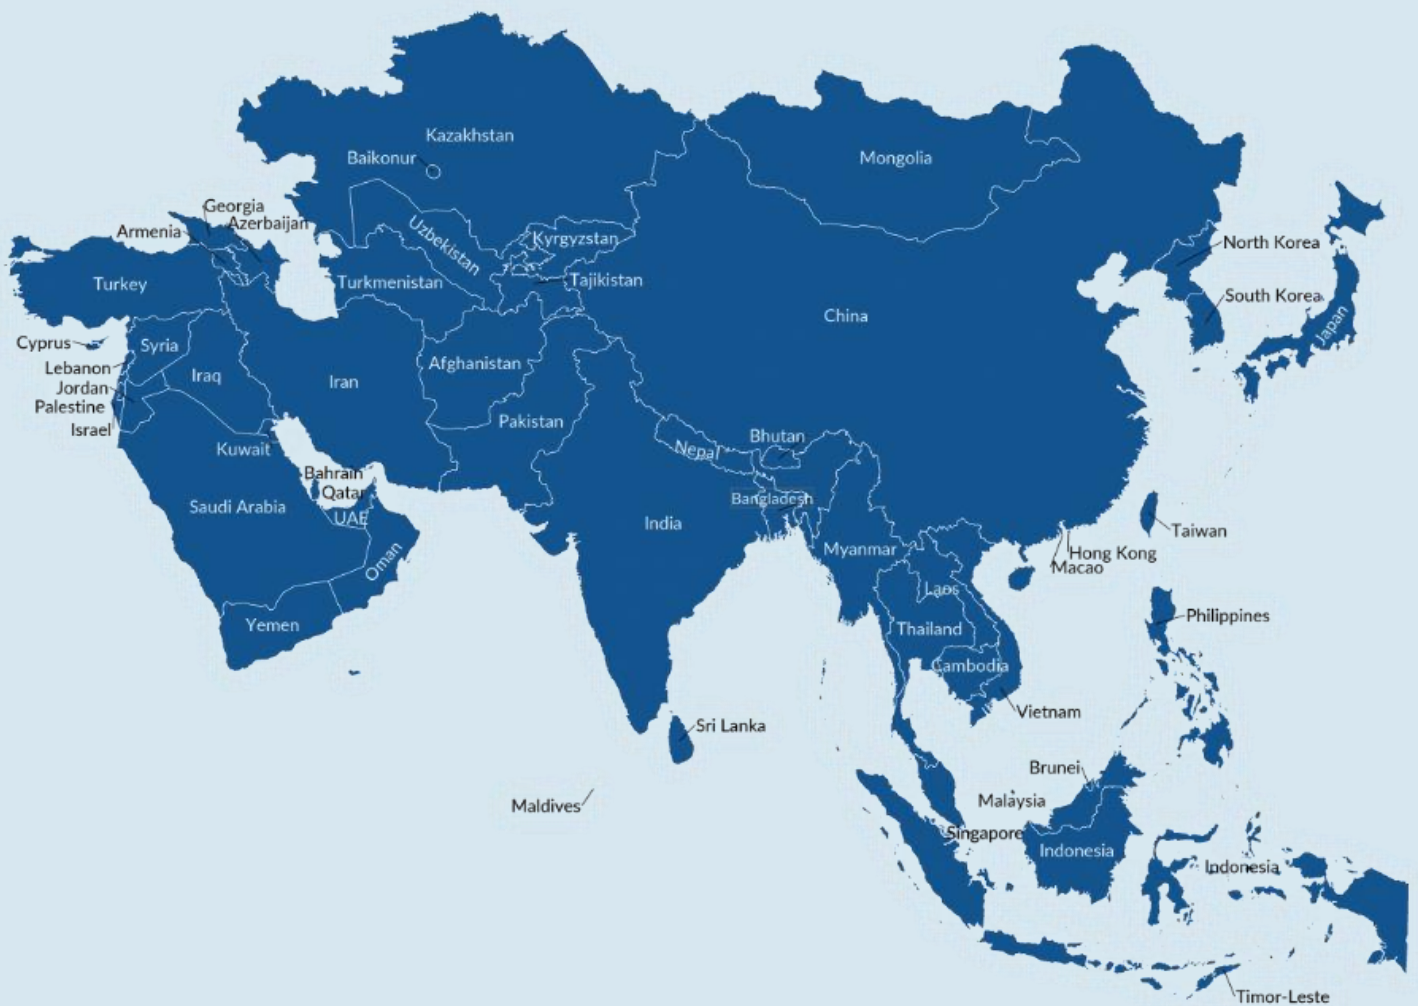 Kazakhstan
Baikonur
Mongolia
Georgia
Azerbaijan
Armenia
Uzbekistan
Kyrgyzstan
North Korea
Turkey
Turkmenistan
Tajikistan
South Korea
China
Japan
Cyprus
Syria
Lebanon
Iraq
Iran
Afghanistan
Jordan
Palestine
Israel
Pakistan
Kuwait
Nepal
Bhutan
Bahrain
Qatar
Bangladesh
Saudi Arabia
UAE
India
Taiwan
Oman
Myanmar
Hong Kong
Macao
Laos
Yemen
Thailand
Philippines
Cambodia
Vietnam
Sri Lanka
Brunei
Maldives
Malaysia
Singapore
Indonesia
Indonesia
Timor-Leste